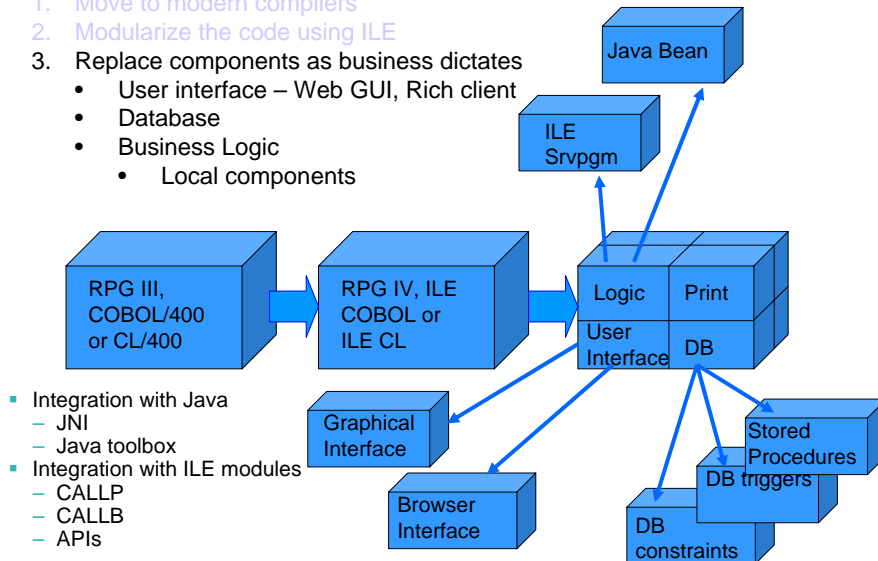 1. Move to modern compilers
2. Modularize the code using ILE
3. Replace components as business dictates
• User interface – Web GUI, Rich client
• Database
• Business Logic
• Local components
Java Bean
ILE
Srvpgm
RPG III,
COBOL/400
or CL/400
RPG IV, ILE
COBOL or
ILE CL
Logic
Print
User
Interface
DB
▪ Integration with Java
– JNI
– Java toolbox
▪ Integration with ILE modules
– CALLP
– CALLB
– APIs
Graphical
Interface
Browser
Interface
Stored
Procedures
DB triggers
DB
constraints